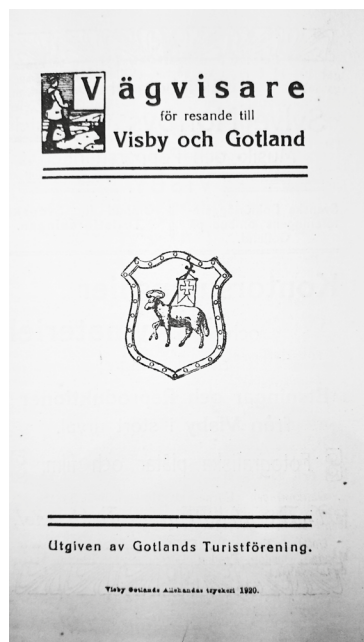 Vägvisare
för resande till
Visby och Gotland
Utgiven av Gotlands Turistförening.
Visby Gotlands Allehandas tryckeri 1920.